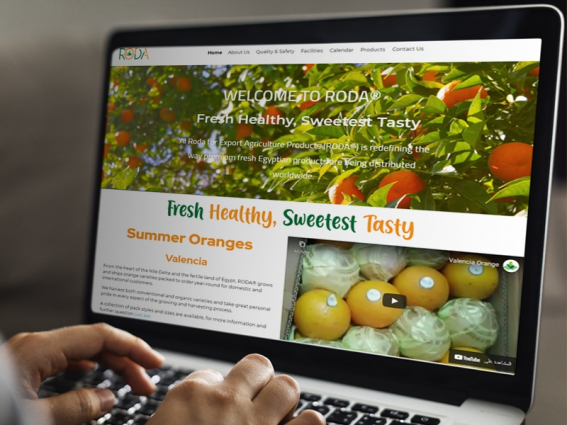 RODA
Home About Us Quality & Safety Facilities Calendar Products Contact Us
WELCOME TO RODA®
Fresh Healthy, Sweetest Tasty
Roda for Export Agriculture Products (RODA®) is redefining the
way premium fresh Egyptian products are being distributed
worldwide.
Fresh Healthy, Sweetest Tasty
Summer Oranges
Valencia
From the heart of the Nile Delta and the fertile land of Egypt, RODA® grows
and ships orange varieties packed to order year-round for domestic and
international customers.
We harvest both conventional and organic varieties and take great personal
pride in every aspect of the growing and harvesting process.
A collection of pack styles and sizes are available, for more information and
further question
Valencia Orange
المشاهدة على YouTube